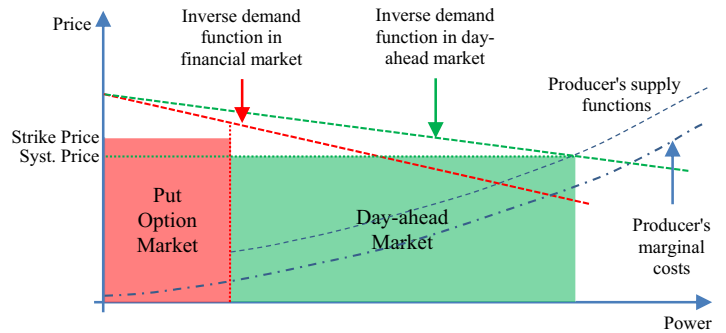 Price
Inverse demand
function in
financial market
Inverse demand
function in day-
ahead market
Producer's supply
functions
Strike Price
Syst. Price
Put
Option
Market
Day-ahead
Market
Producer's
marginal
costs
Power